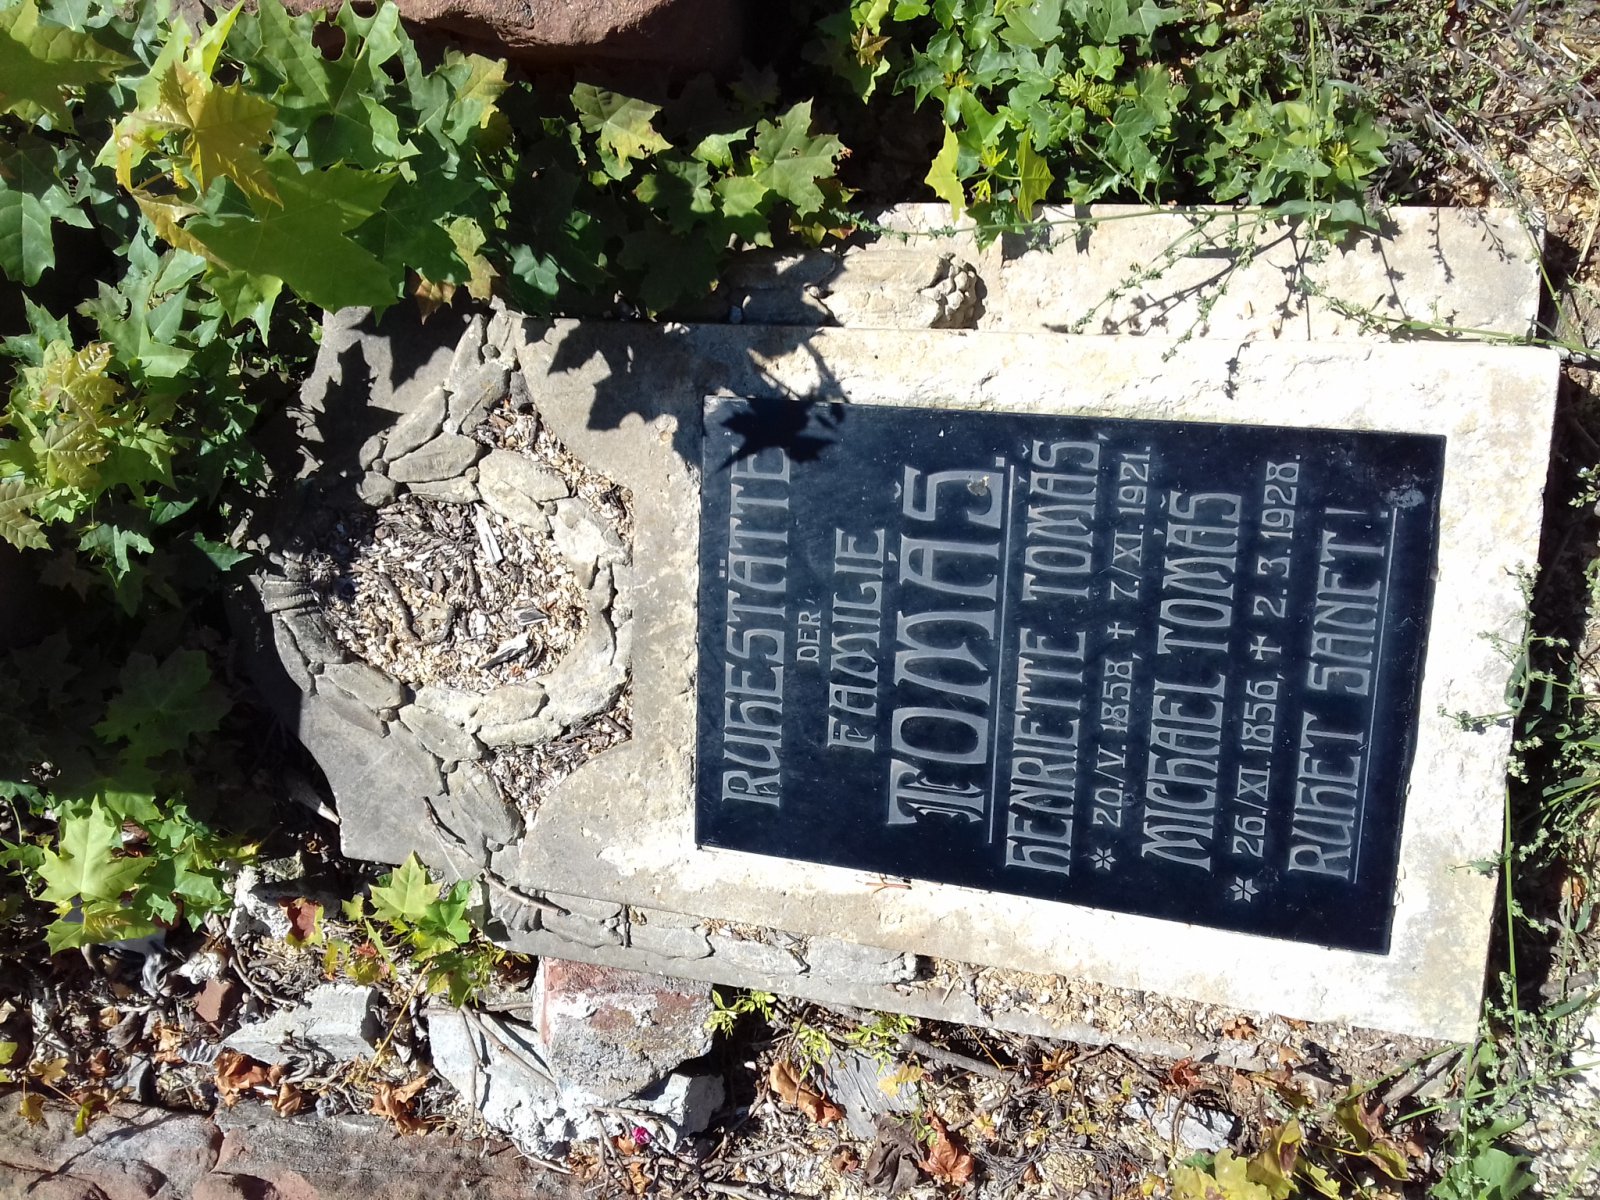 RUHESTÄTTE
DER
FAMILIE
TOMÁŠ.
HENRIETTE TOMÁŠ,
* 20./V. 1858, † 7./XI. 1921.
MICHAEL TOMÁŠ
* 26./XI. 1856, † 2. 3. 1928.
RUHET SANFT!